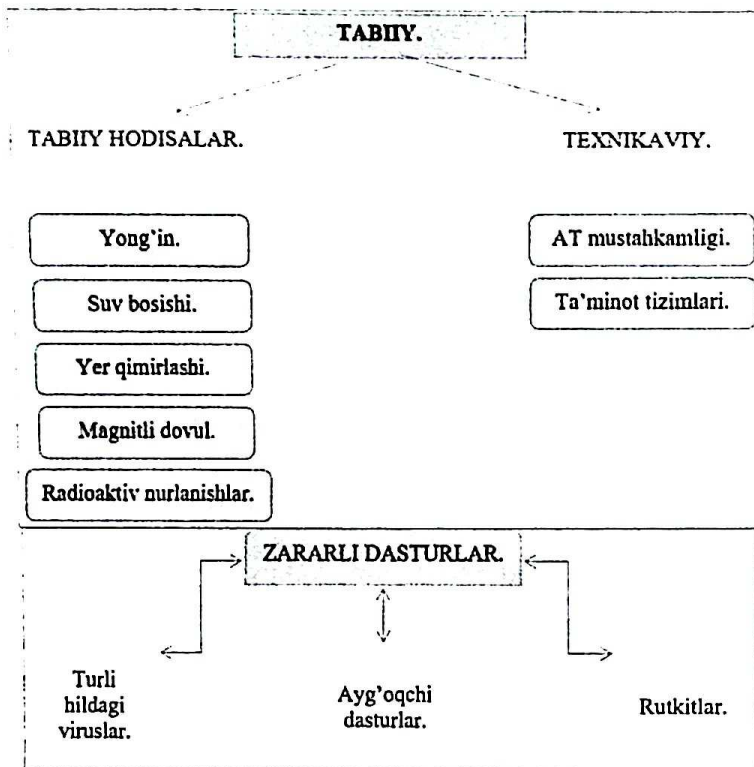 TABIIY.
TABIIY HODISALAR.
TEXNIKAVIY.
Yong'in.
Suv bosishi.
Yer qimirlashi.
Magnitli dovul.
Radioaktiv nurlanishlar.
AT mustahkamligi.
Ta'minot tizimlari.
ZARARLI DASTURLAR.
Turli
hildagi
viruslar.
Ayg'oqchi
dasturlar.
Rutkitlar.